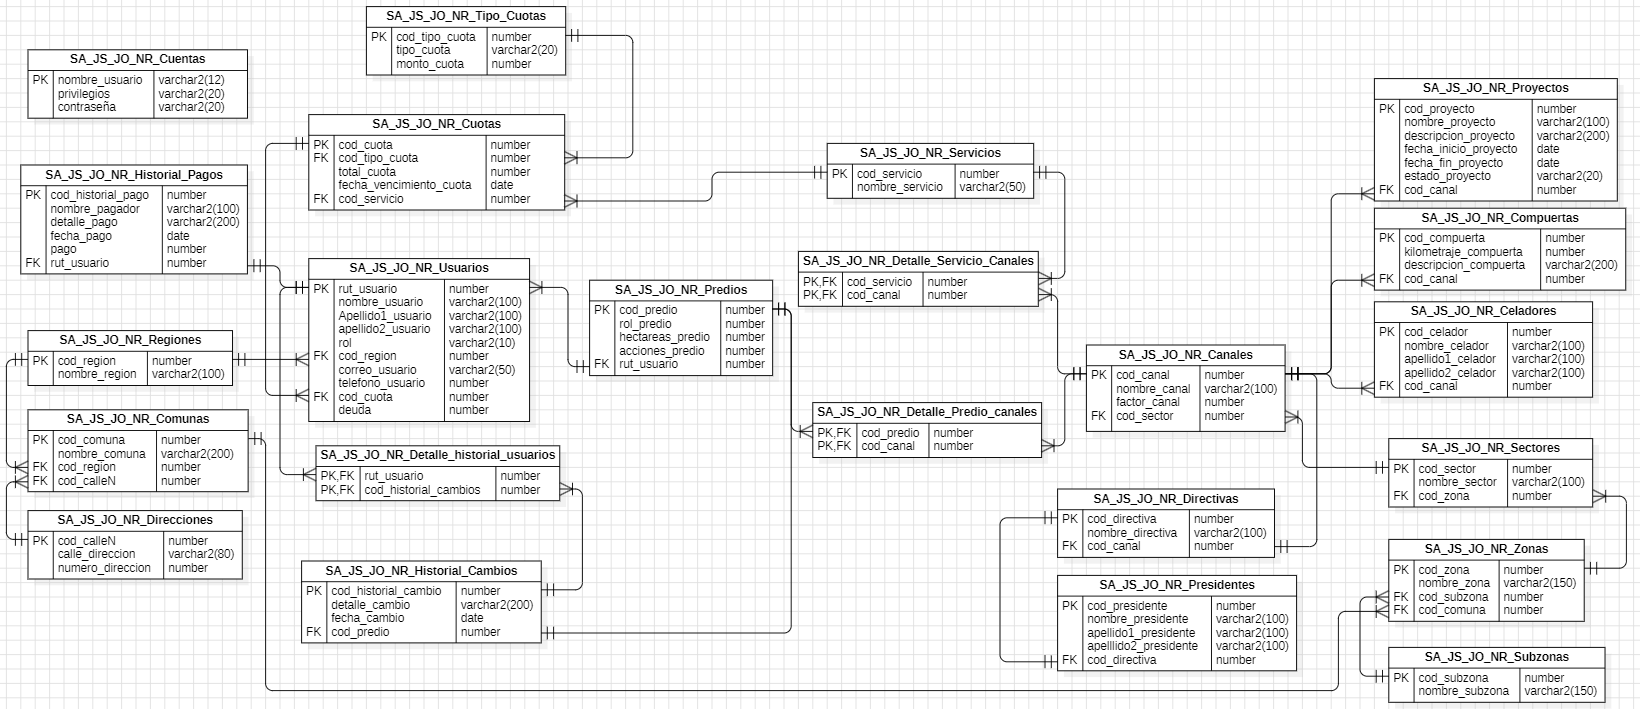 SA_JS_JO_NR_Tipo_Cuotas
PK cod_tipo_cuota number
tipo_cuota varchar2(20)
monto_cuota number
SA_JS_JO_NR_Cuentas
PK nombre_usuario varchar2(12)
privilegios varchar2(20)
contraseña varchar2(20)
SA_JS_JO_NR_Cuotas
PK cod_cuota number
FK cod_tipo_cuota number
total_cuota number
fecha_vencimiento_cuota date
FK cod_servicio number
SA_JS_JO_NR_Historial_Pagos
PK cod_historial_pago number
nombre_pagador varchar2(100)
detalle_pago varchar2(200)
fecha_pago date
pago number
FK rut_usuario number
SA_JS_JO_NR_Usuarios
PK rut_usuario number
nombre_usuario varchar2(100)
Apellido1_usuario varchar2(100)
apellido2_usuario varchar2(100)
rol varchar2(10)
FK cod_region number
correo_usuario varchar2(50)
telefono_usuario number
FK cod_cuota number
deuda number
SA_JS_JO_NR_Regiones
PK cod_region number
nombre_region varchar2(100)
SA_JS_JO_NR_Comunas
PK cod_comuna number
nombre_comuna varchar2(200)
FK cod_region number
FK cod_calleN number
SA_JS_JO_NR_Direcciones
PK cod_calleN number
calle_direccion varchar2(80)
numero_direccion number
SA_JS_JO_NR_Detalle_historial_usuarios
PK,FK rut_usuario number
PK,FK cod_historial_cambios number
SA_JS_JO_NR_Historial_Cambios
PK cod_historial_cambio number
detalle_cambio varchar2(200)
fecha_cambio date
FK cod_predio number
SA_JS_JO_NR_Predios
PK cod_predio number
rol_predio number
hectareas_predio number
acciones_predio number
FK rut_usuario number
SA_JS_JO_NR_Servicios
PK cod_servicio number
nombre_servicio varchar2(50)
SA_JS_JO_NR_Detalle_Servicio_Canales
PK,FK cod_servicio number
PK,FK cod_canal number
SA_JS_JO_NR_Detalle_Predio_canales
PK,FK cod_predio number
PK,FK cod_canal number
SA_JS_JO_NR_Canales
PK cod_canal number
nombre_canal varchar2(100)
factor_canal number
FK cod_sector number
SA_JS_JO_NR_Directivas
PK cod_directiva number
nombre_directiva varchar2(100)
FK cod_canal number
SA_JS_JO_NR_Presidentes
PK cod_presidente number
nombre_presidente varchar2(100)
apellido1_presidente varchar2(100)
apelllido2_presidente varchar2(100)
FK cod_directiva number
SA_JS_JO_NR_Proyectos
PK cod_proyecto number
nombre_proyecto varchar2(100)
descripcion_proyecto varchar2(200)
fecha_inicio_proyecto date
fecha_fin_proyecto date
estado_proyecto varchar2(20)
FK cod_canal number
SA_JS_JO_NR_Compuertas
PK cod_compuerta number
kilometraje_compuerta number
descripcion_compuerta varchar2(200)
FK cod_canal number
SA_JS_JO_NR_Celadores
PK cod_celador number
nombre_celador varchar2(100)
apellido1_celador varchar2(100)
apellido2_celador varchar2(100)
FK cod_canal number
SA_JS_JO_NR_Sectores
PK cod_sector number
nombre_sector varchar2(100)
FK cod_zona number
SA_JS_JO_NR_Zonas
PK cod_zona number
nombre_zona varchar2(150)
FK cod_subzona number
FK cod_comuna number
SA_JS_JO_NR_Subzonas
PK cod_subzona number
nombre_subzona varchar2(150)